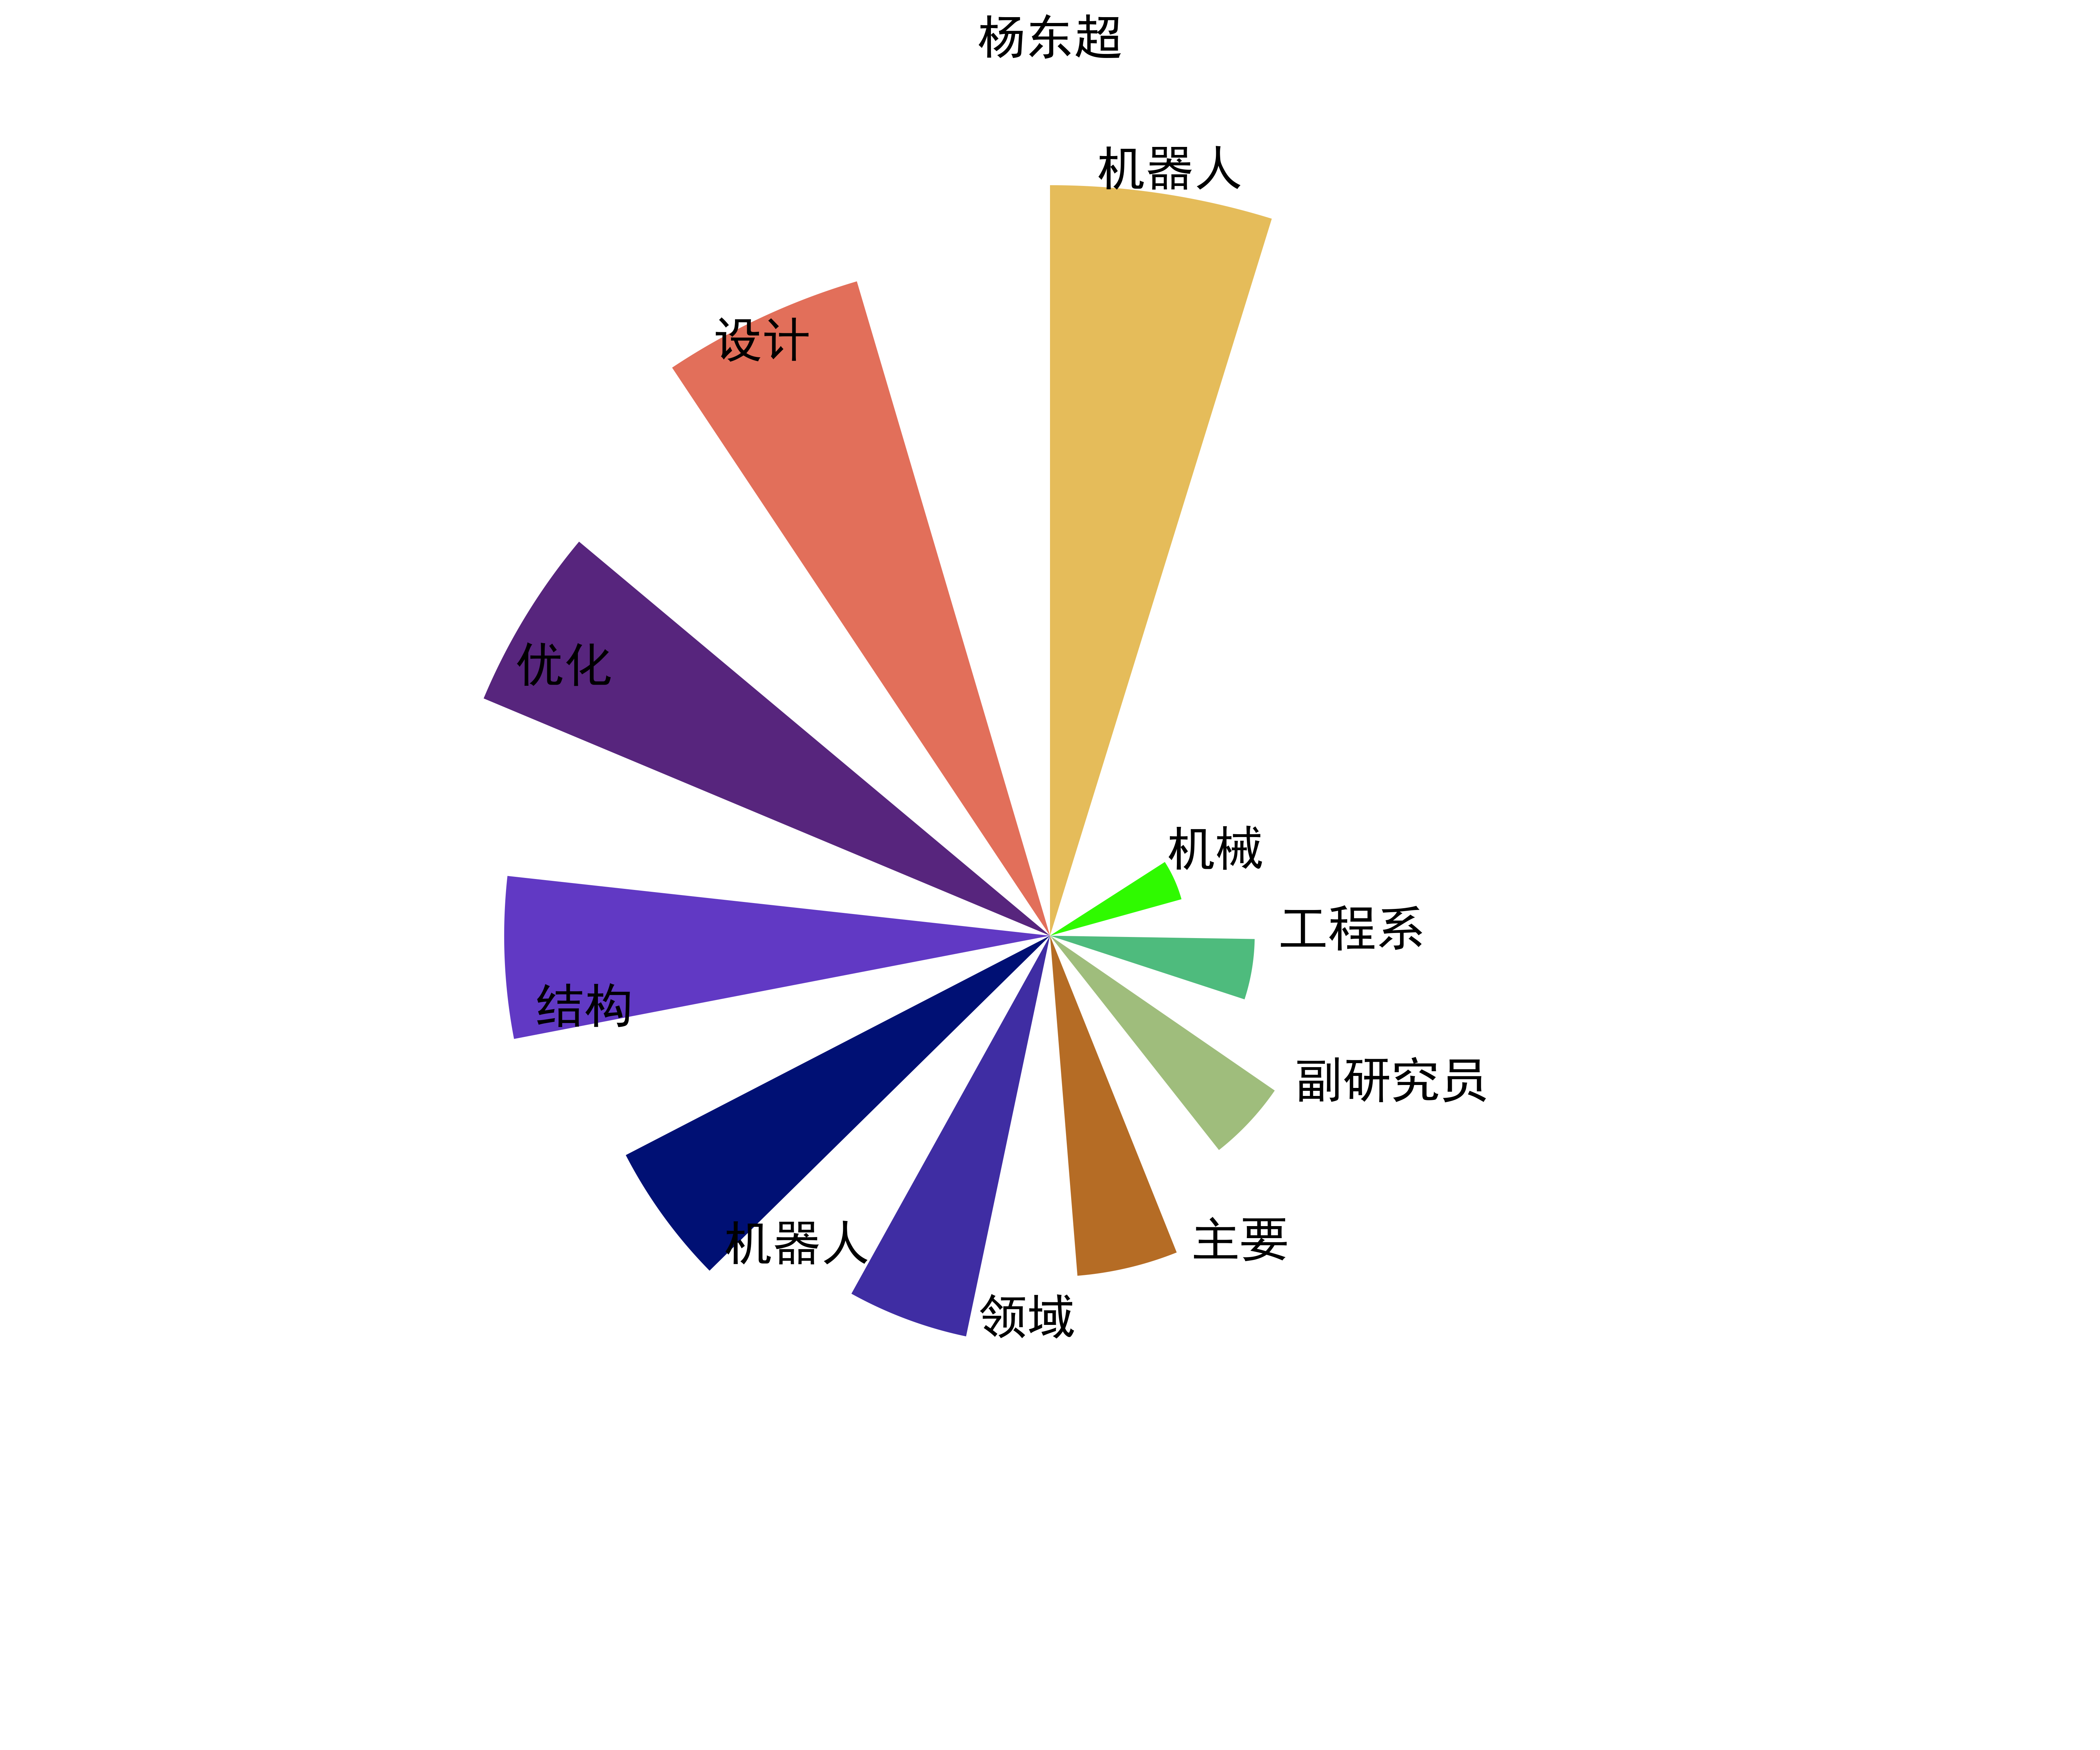 杨东超
机器人
设计
优化
机械
工程系
结构
副研究员
主要
机器人
领域